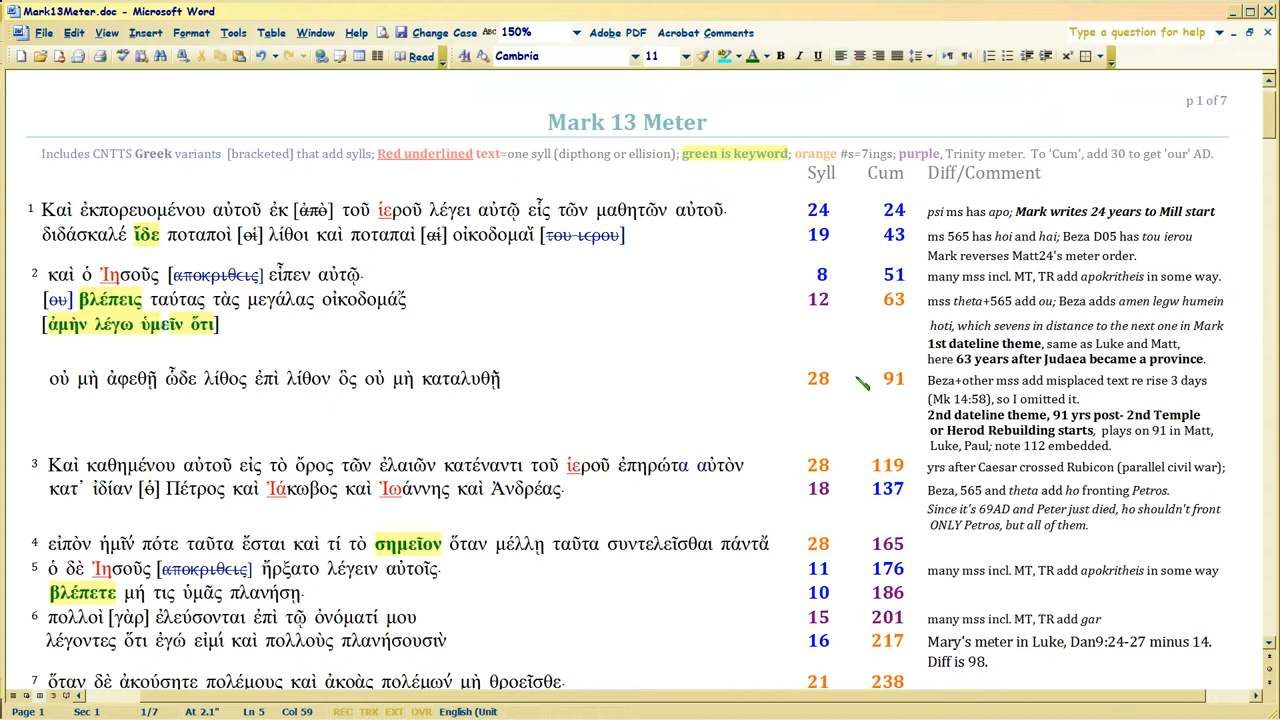 Mark13Meter.doc - Microsoft Word
File Edit View Insert Format Tools Table Window Help Change Case 150% Adobe PDF Acrobat Comments Type a question for help
Read Cambria 11 B I U
p 1 of 7
Mark 13 Meter
Includes CNTTS Greek variants [bracketed] that add sylls; Red underlined text=one syll (dipthong or ellision); green is keyword; orange #s=7ings; purple, Trinity meter. To 'Cum', add 30 to get 'our' AD.
Syll Cum Diff/Comment
1 Καὶ ἐκπορευομένου αὐτοῦ ἐκ [ἀπὸ] τοῦ ἱεροῦ λέγει αὐτῷ εἷς τῶν μαθητῶν αὐτοῦ· 24 24 psi ms has apo; Mark writes 24 years to Mill start
διδάσκαλέ ἴδε ποταποὶ [οἱ] λίθοι καὶ ποταπαὶ [αἱ] οἰκοδομαΐ [του ιερου] 19 43 ms 565 has hoi and hai; Beza D05 has tou ierou
Mark reverses Matt24's meter order.
2 καὶ ὁ Ἰησοῦς [αποκριθεις] εἶπεν αὐτῷ· 8 51 many mss incl. MT, TR add apokritheis in some way.
[ου] βλέπεις ταύτας τὰς μεγάλας οἰκοδομάξ 12 63 mss theta+565 add ou; Beza adds amen legw humein
[ἀμὴν λέγω ὑμεῖν ὅτι] hoti, which sevens in distance to the next one in Mark
1st dateline theme, same as Luke and Matt,
here 63 years after Judaea became a province.
οὐ μὴ ἀφεθῇ ὧδε λίθος ἐπὶ λίθον ὃς οὐ μὴ καταλυθῇ 28 91 Beza+other mss add misplaced text re rise 3 days
(Mk 14:58), so I omitted it.
2nd dateline theme, 91 yrs post- 2nd Temple
or Herod Rebuilding starts, plays on 91 in Matt,
Luke, Paul; note 112 embedded.
3 Καὶ καθημένου αὐτοῦ εἰς τὸ ὄρος τῶν ἐλαιῶν κατέναντι τοῦ ἱεροῦ ἐπηρώτα αὐτὸν 28 119 yrs after Caesar crossed Rubicon (parallel civil war);
κατ᾽ ἰδίαν [ὁ] Πέτρος καὶ Ἰάκωβος καὶ Ἰωάννης καὶ Ἀνδρέας· 18 137 Beza, 565 and theta add ho fronting Petros.
Since it's 69AD and Peter just died, ho shouldn't front
ONLY Petros, but all of them.
4 εἰπὸν ἡμῖν πότε ταῦτα ἔσται καὶ τί τὸ σημεῖον ὅταν μέλλῃ ταῦτα συντελεῖσθαι πάντα 28 165
5 ὁ δὲ Ἰησοῦς [αποκριθεις] ἤρξατο λέγειν αὐτοῖς· 11 176 many mss incl. MT, TR add apokritheis in some way
βλέπετε μή τις ὑμᾶς πλανήσῃ· 10 186
6 πολλοὶ [γὰρ] ἐλεύσονται ἐπὶ τῷ ὀνόματί μου 15 201 many mss incl. MT, TR add gar
λέγοντες ὅτι ἐγώ εἰμί καὶ πολλοὺς πλανήσουσιν 16 217 Mary's meter in Luke, Dan9:24-27 minus 14.
Diff is 98.
7 ὅταν δὲ ἀκούσητε πολέμους καὶ ἀκοὰς πολέμων μὴ θροεῖσθε· 21 238
Page 1 Sec 1 1/7 At 2.1" Ln 5 Col 59 REC TRK EXT OVR English (Unit